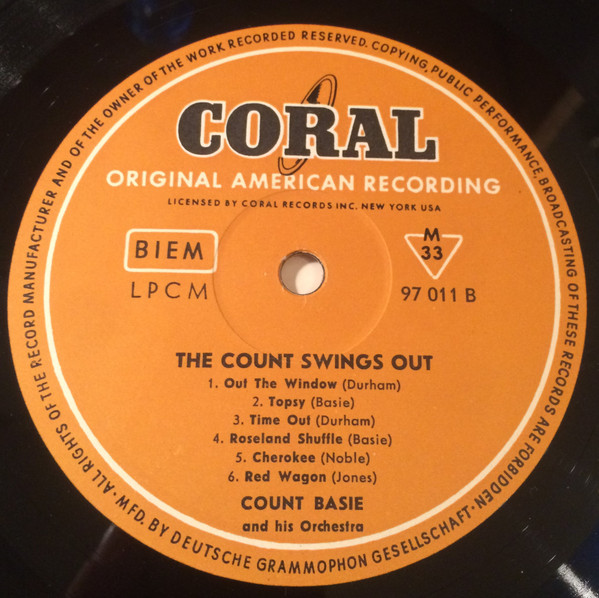 ALL RIGHTS OF THE RECORD MANUFACTURER AND OF THE OWNER OF THE WORK RECORDED RESERVED. COPYING, PUBLIC PERFORMANCE, BROADCASTING OF THESE RECORDS ARE FORBIDDEN · MFD. BY DEUTSCHE GRAMMOPHON GESELLSCHAFT ·
CORAL
ORIGINAL AMERICAN RECORDING
LICENSED BY CORAL RECORDS INC. NEW YORK USA
BIEM
LPCM
M
33
97 011 B
THE COUNT SWINGS OUT
1. Out The Window (Durham)
2. Topsy (Basie)
3. Time Out (Durham)
4. Roseland Shuffle (Basie)
5. Cherokee (Noble)
6. Red Wagon (Jones)
COUNT BASIE
and his Orchestra